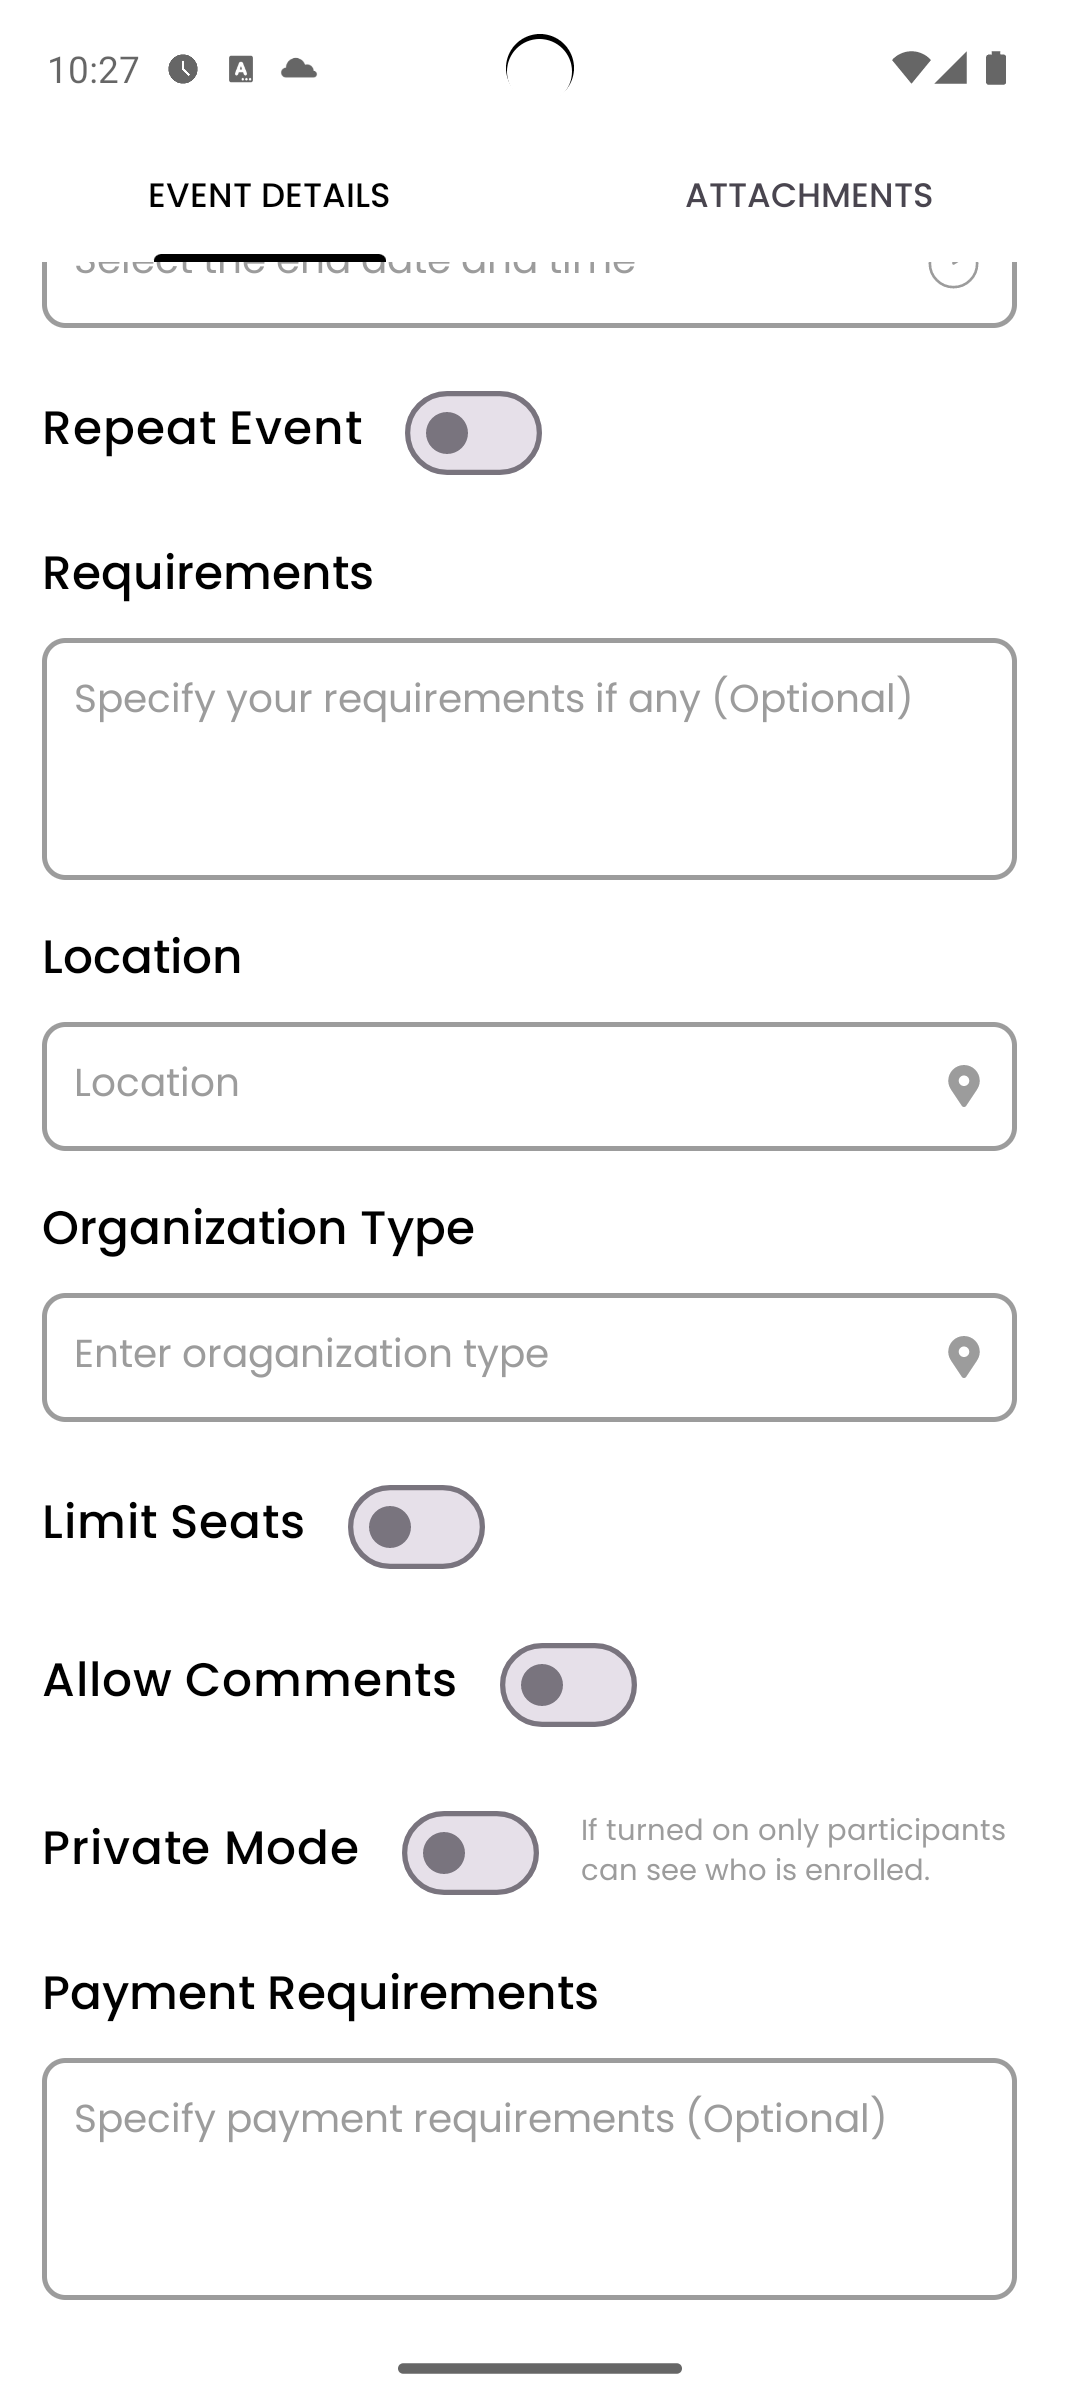 10:27
EVENT DETAILS
ATTACHMENTS
Select the end date and time
Repeat Event
Requirements
Specify your requirements if any (Optional)
Location
Location
Organization Type
Enter oraganization type
Limit Seats
Allow Comments
Private Mode
If turned on only participants
can see who is enrolled.
Payment Requirements
Specify payment requirements (Optional)